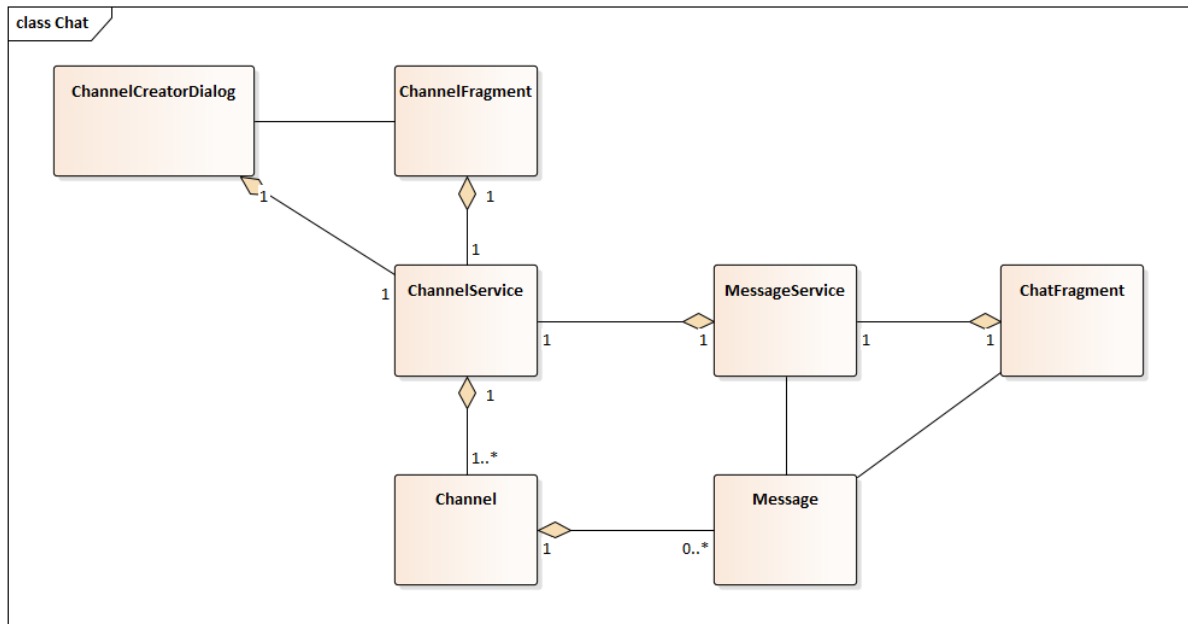 class Chat
ChannelCreatorDialog
ChannelFragment
1
1
1
1
ChannelService
MessageService
ChatFragment
1
1
1
1
1
1..*
Channel
Message
1
0..*